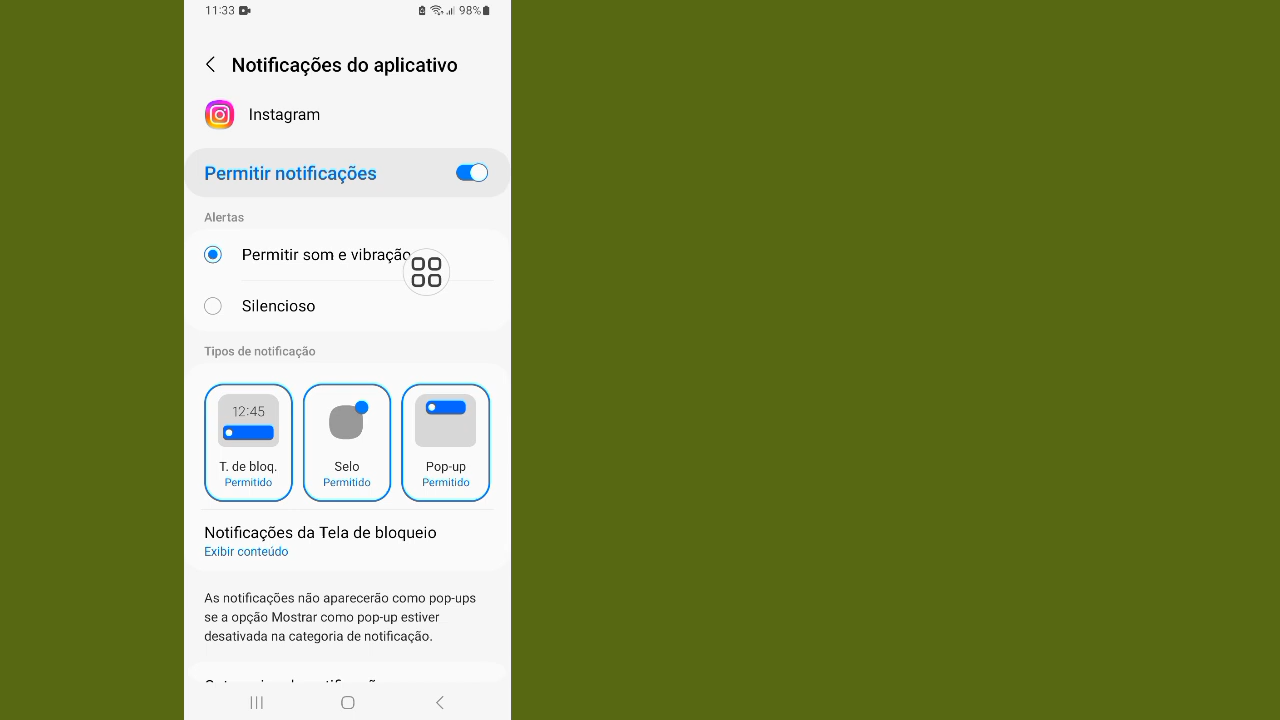 11:33
98%
Notificações do aplicativo
Instagram
Permitir notificações
Alertas
Permitir som e vibração
Silencioso
Tipos de notificação
12:45
T. de bloq.
Permitido
Selo
Permitido
Pop-up
Permitido
Notificações da Tela de bloqueio
Exibir conteúdo
As notificações não aparecerão como pop-ups
se a opção Mostrar como pop-up estiver
desativada na categoria de notificação.